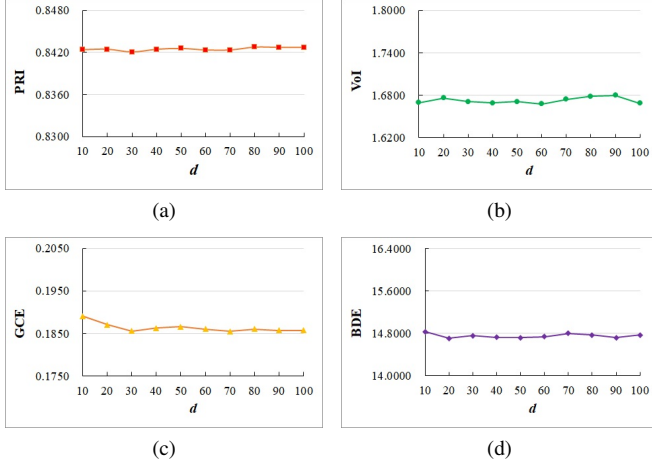 0.8480
0.8420
0.8360
0.8300
PRI
10 20 30 40 50 60 70 80 90 100
d
(a)
1.8000
1.7400
1.6800
1.6200
VoI
10 20 30 40 50 60 70 80 90 100
d
(b)
0.2050
0.1950
0.1850
0.1750
GCE
10 20 30 40 50 60 70 80 90 100
d
(c)
16.4000
15.6000
14.8000
14.0000
BDE
10 20 30 40 50 60 70 80 90 100
d
(d)